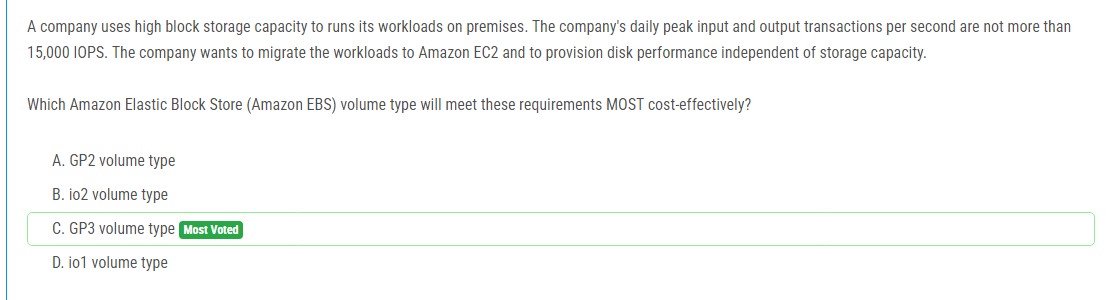 A company uses high block storage capacity to runs its workloads on premises. The company's daily peak input and output transactions per second are not more than
15,000 IOPS. The company wants to migrate the workloads to Amazon EC2 and to provision disk performance independent of storage capacity.
Which Amazon Elastic Block Store (Amazon EBS) volume type will meet these requirements MOST cost-effectively?
A. GP2 volume type
B. io2 volume type
C. GP3 volume type Most Voted
D. io1 volume type